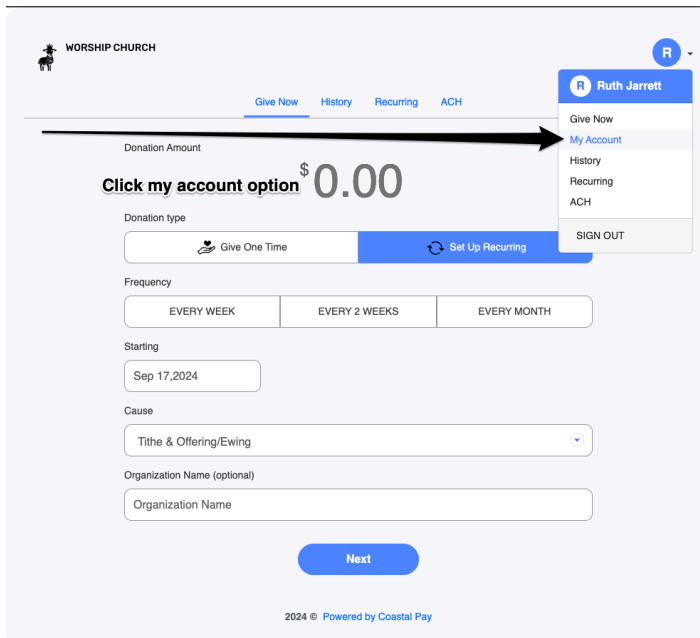 WORSHIP CHURCH
R
R Ruth Jarrett
Give Now
My Account
History
Recurring
ACH
SIGN OUT
Give Now History Recurring ACH
Donation Amount
Click my account option
$0.00
Donation type
Give One Time
Set Up Recurring
Frequency
EVERY WEEK
EVERY 2 WEEKS
EVERY MONTH
Starting
Sep 17,2024
Cause
Tithe & Offering/Ewing
Organization Name (optional)
Organization Name
Next
2024 © Powered by Coastal Pay